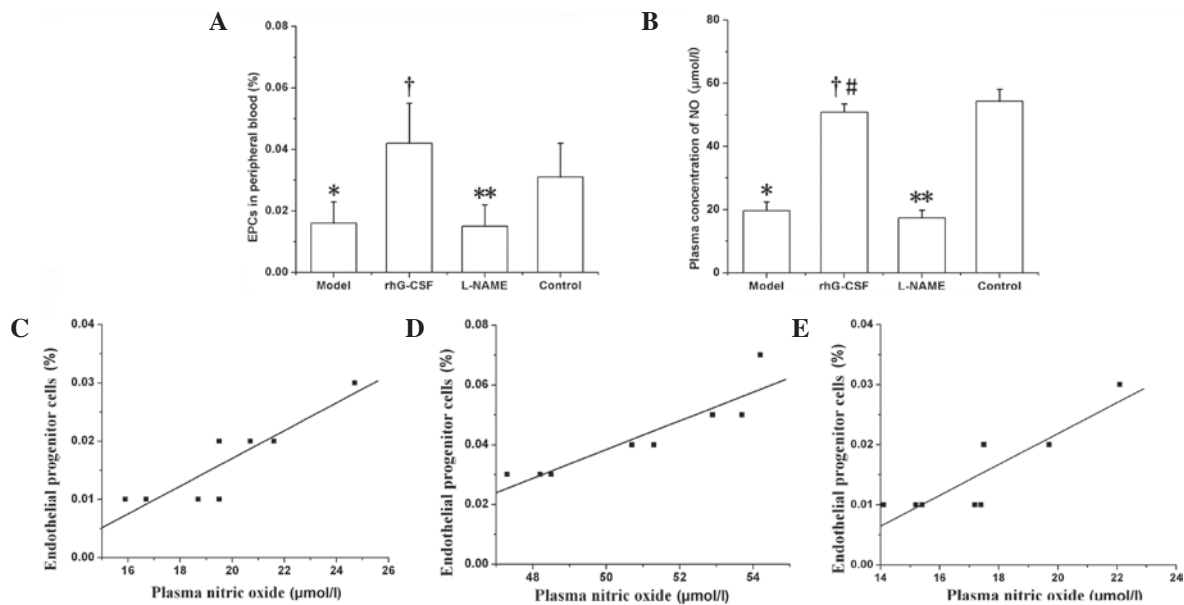 A
EPCs in peripheral blood (%)
0.08
0.06
0.04
0.02
0.00
*
†
**
Model rhG-CSF L-NAME Control
B
Plasma concentration of NO (μmol/l)
80
60
40
20
0
*
† #
**
Model rhG-CSF L-NAME Control
C
Endothelial progenitor cells (%)
0.04
0.03
0.02
0.01
0.00
16 18 20 22 24 26
Plasma nitric oxide (μmol/l)
D
Endothelial progenitor cells (%)
0.08
0.06
0.04
0.02
0.00
48 50 52 54
Plasma nitric oxide (μmol/l)
E
Endothelial progenitor cells (%)
0.04
0.03
0.02
0.01
0.00
14 16 18 20 22 24
Plasma nitric oxide (μmol/l)